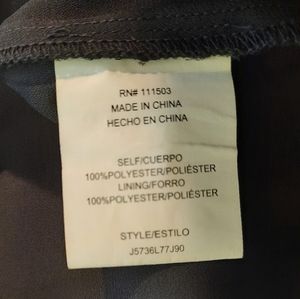 RN# 111503
MADE IN CHINA
HECHO EN CHINA
SELF/CUERPO
100%POLYESTER/POLIÉSTER
LINING/FORRO
100%POLYESTER/POLIÉSTER
STYLE/ESTILO
J5736L77J90